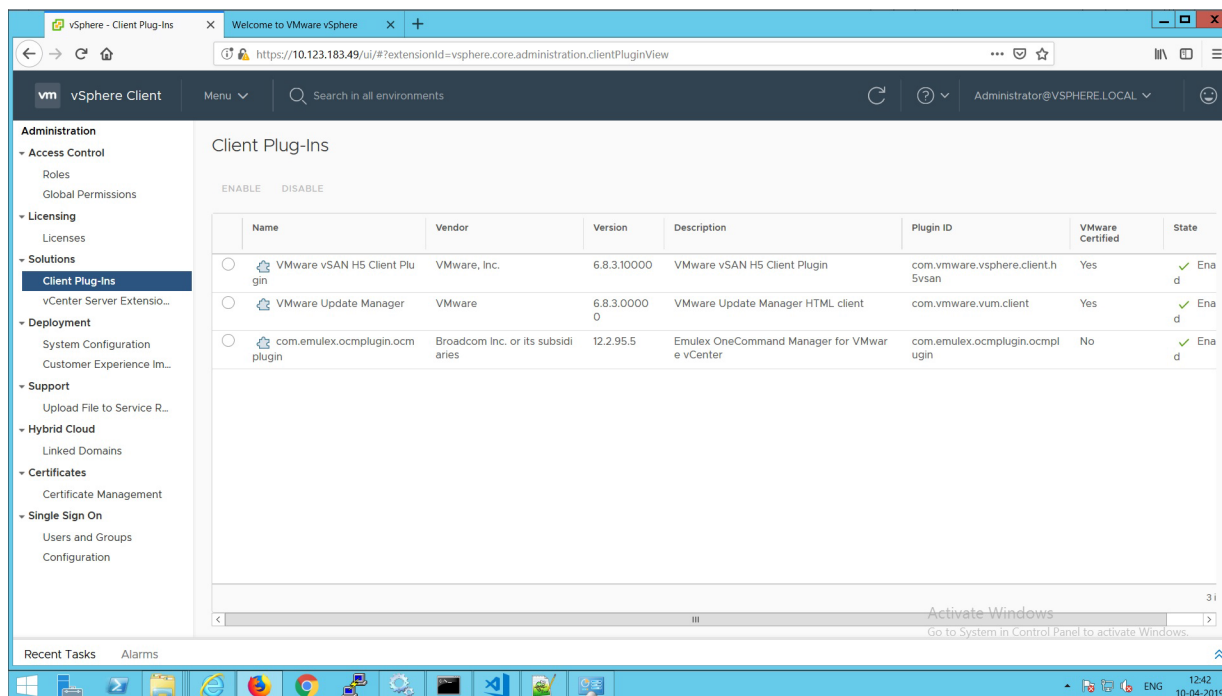 vSphere - Client Plug-Ins
Welcome to VMware vSphere
https://10.123.183.49/ui/#?extensionId=vsphere.core.administration.clientPluginView
vm vSphere Client
Menu
Search in all environments
Administrator@VSPHERE.LOCAL
Administration
Access Control
Roles
Global Permissions
Licensing
Licenses
Solutions
Client Plug-Ins
vCenter Server Extensio...
Deployment
System Configuration
Customer Experience Im...
Support
Upload File to Service R...
Hybrid Cloud
Linked Domains
Certificates
Certificate Management
Single Sign On
Users and Groups
Configuration
Client Plug-Ins
ENABLE DISABLE
Name Vendor Version Description Plugin ID VMware State
Certified
VMware vSAN H5 Client Plu VMware, Inc. 6.8.3.10000 VMware vSAN H5 Client Plugin com.vmware.vsphere.client.h Yes Ena
gin 5vsan d
VMware Update Manager VMware 6.8.3.0000 VMware Update Manager HTML client com.vmware.vum.client Yes Ena
0 d
com.emulex.ocmplugin.ocm Broadcom Inc. or its subsidi 12.2.95.5 Emulex OneCommand Manager for VMwar com.emulex.ocmplugin.ocmpl No Ena
plugin aries e vCenter ugin d
3 i
Activate Windows
Go to System in Control Panel to activate Windows.
Recent Tasks Alarms
ENG
12:42
10-04-201